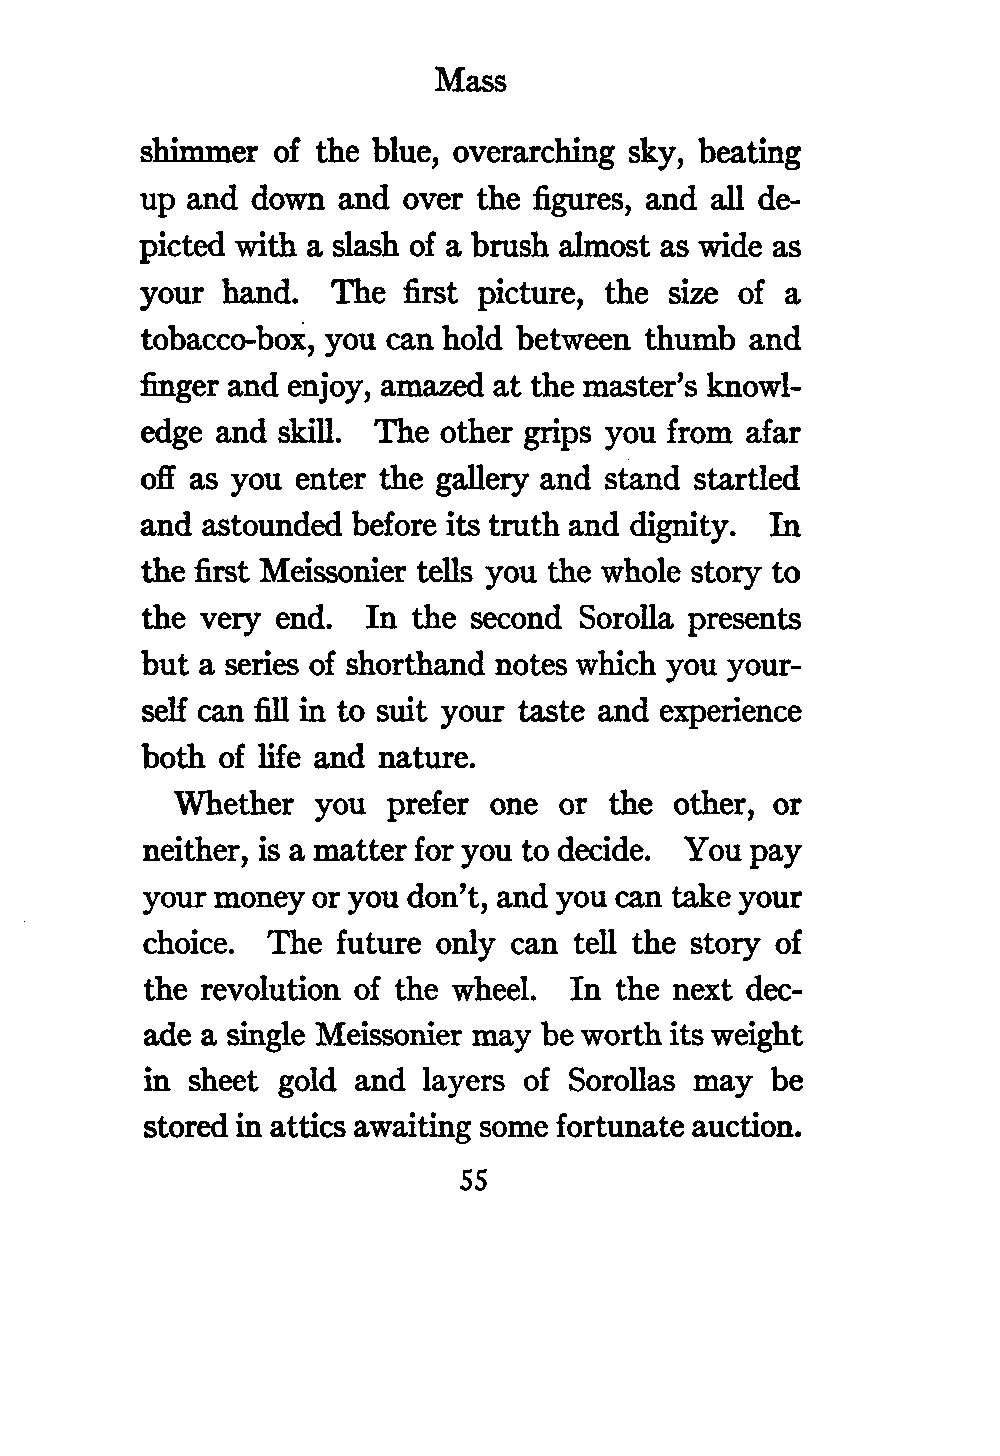 Mass
shimmer of the blue, overarching sky, beating
up and down and over the figures, and all de-
picted with a slash of a brush almost as wide as
your hand. The first picture, the size of a
tobacco-box, you can hold between thumb and
finger and enjoy, amazed at the master's knowl-
edge and skill. The other grips you from afar
off as you enter the gallery and stand startled
and astounded before its truth and dignity. In
the first Meissonier tells you the whole story to
the very end. In the second Sorolla presents
but a series of shorthand notes which you your-
self can fill in to suit your taste and experience
both of life and nature.
Whether you prefer one or the other, or
neither, is a matter for you to decide. You pay
your money or you don't, and you can take your
choice. The future only can tell the story of
the revolution of the wheel. In the next dec-
ade a single Meissonier may be worth its weight
in sheet gold and layers of Sorollas may be
stored in attics awaiting some fortunate auction.
55